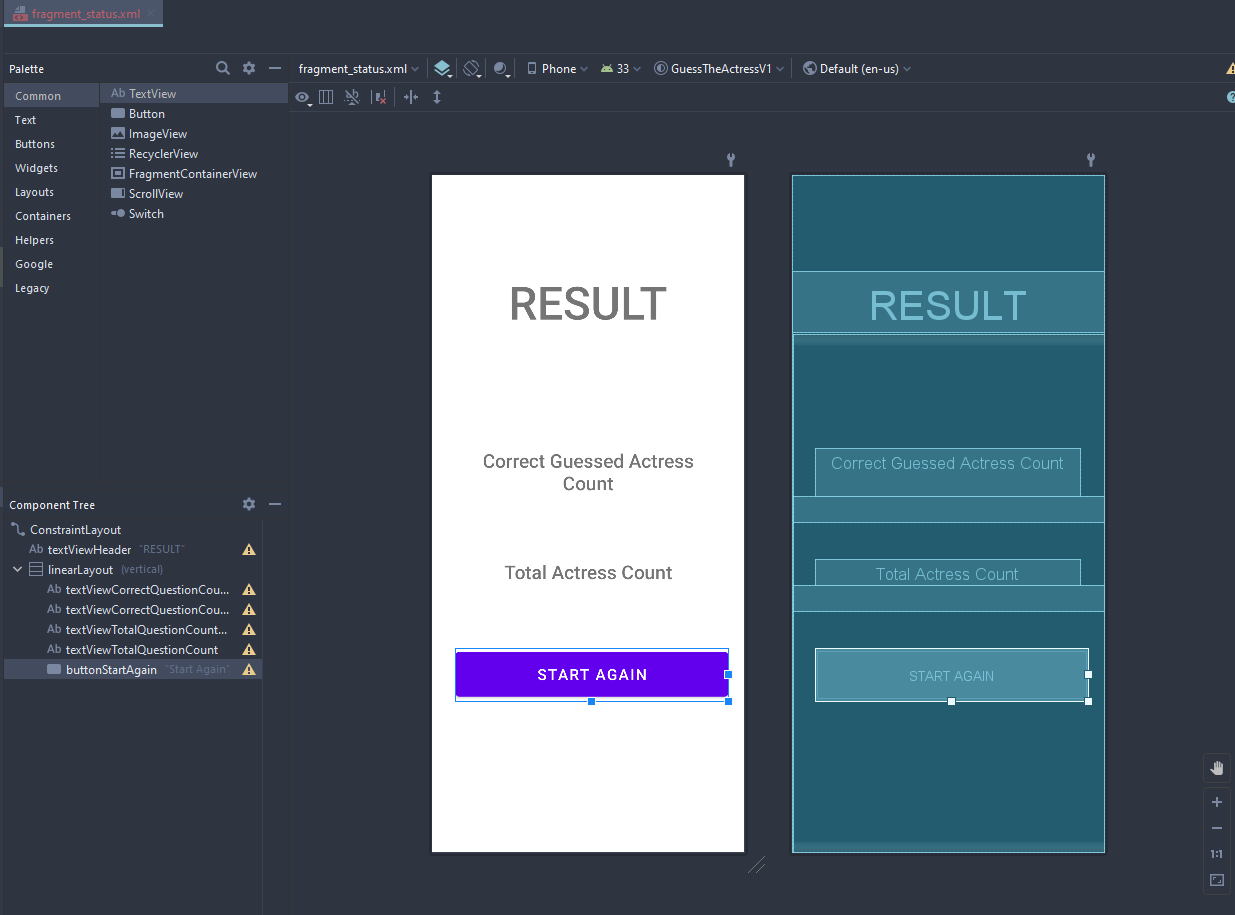 fragment_status.xml
Palette
fragment_status.xml
Phone
33
GuessTheActressV1
Default (en-us)
Common
Text
Buttons
Widgets
Layouts
Containers
Helpers
Google
Legacy
Ab TextView
Button
ImageView
RecyclerView
FragmentContainerView
ScrollView
Switch
RESULT
Correct Guessed Actress
Count
Total Actress Count
START AGAIN
RESULT
Correct Guessed Actress Count
Total Actress Count
START AGAIN
Component Tree
ConstraintLayout
Ab textViewHeader "RESULT"
linearLayout (vertical)
Ab textViewCorrectQuestionCou...
Ab textViewCorrectQuestionCou...
Ab textViewTotalQuestionCount...
Ab textViewTotalQuestionCount
buttonStartAgain "Start Again"
1:1